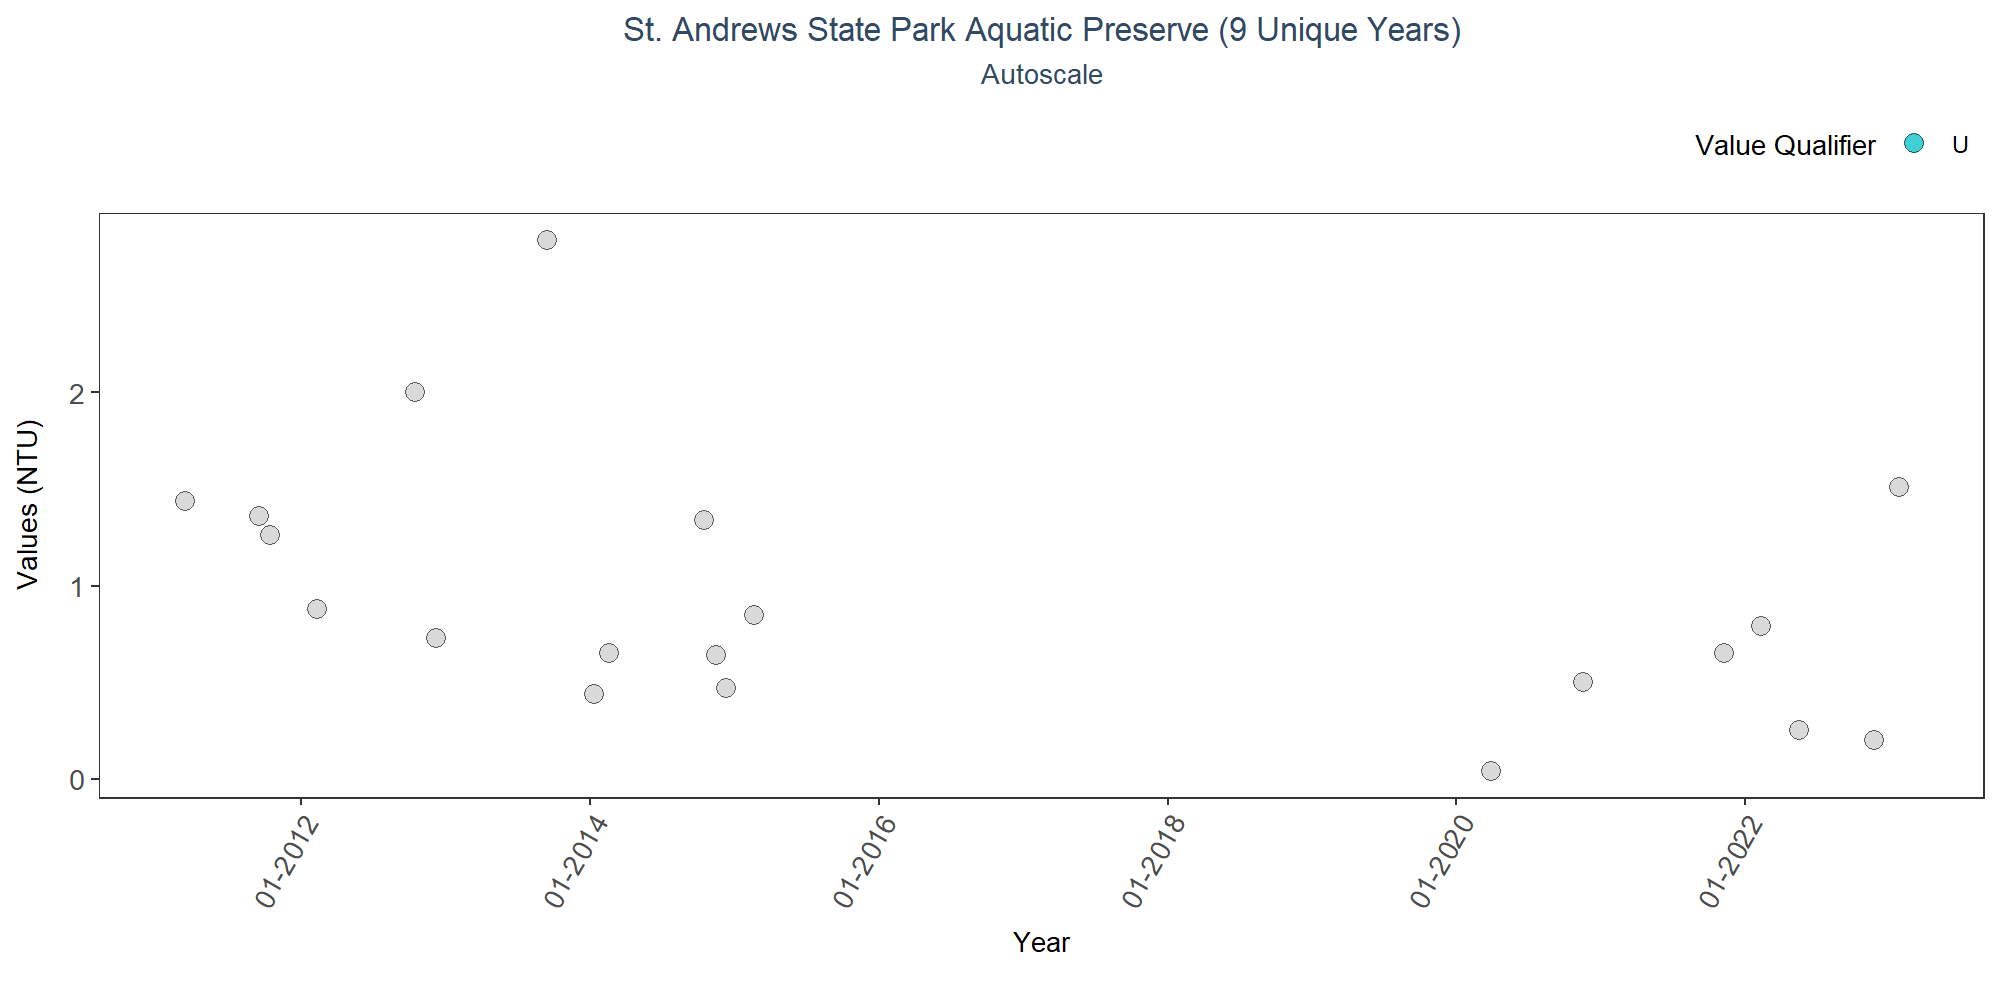 St. Andrews State Park Aquatic Preserve (9 Unique Years)
Autoscale
Value Qualifier U
Values (NTU)
2
1
0
01-2012 01-2014 01-2016 01-2018 01-2020 01-2022
Year